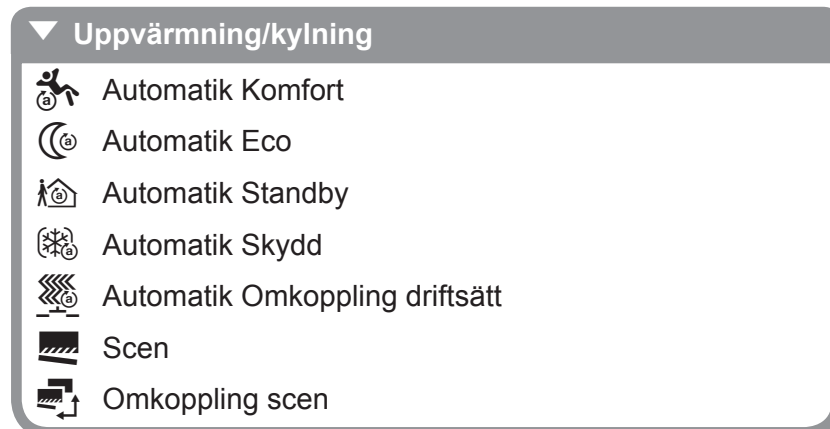 ▼ Uppvärmning/kylning
Automatik Komfort
Automatik Eco
Automatik Standby
Automatik Skydd
Automatik Omkoppling driftsätt
Scen
Omkoppling scen